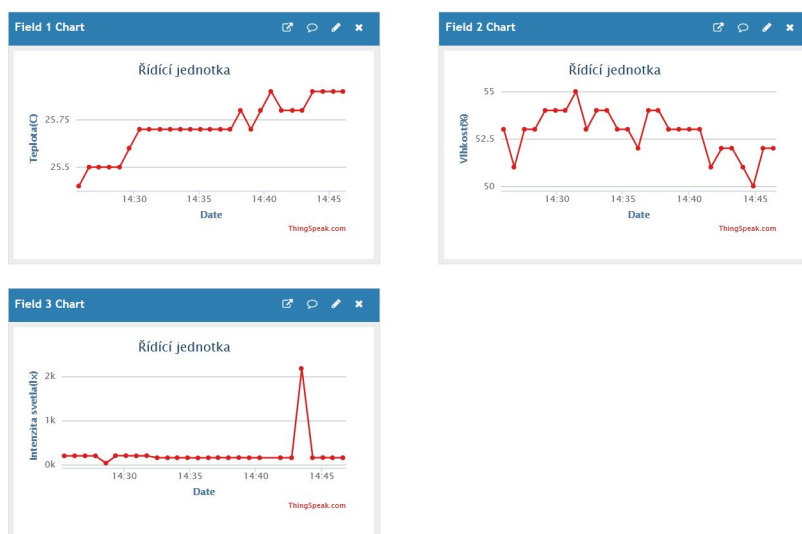 Field 1 Chart
Řídící jednotka
Teplota(C)
25.75
25.5
14:30 14:35 14:40 14:45
Date
ThingSpeak.com
Field 2 Chart
Řídící jednotka
Vlhkost(%)
55
52.5
50
14:30 14:35 14:40 14:45
Date
ThingSpeak.com
Field 3 Chart
Řídící jednotka
Intenzita svetla(lx)
2k
1k
0k
14:30 14:35 14:40 14:45
Date
ThingSpeak.com